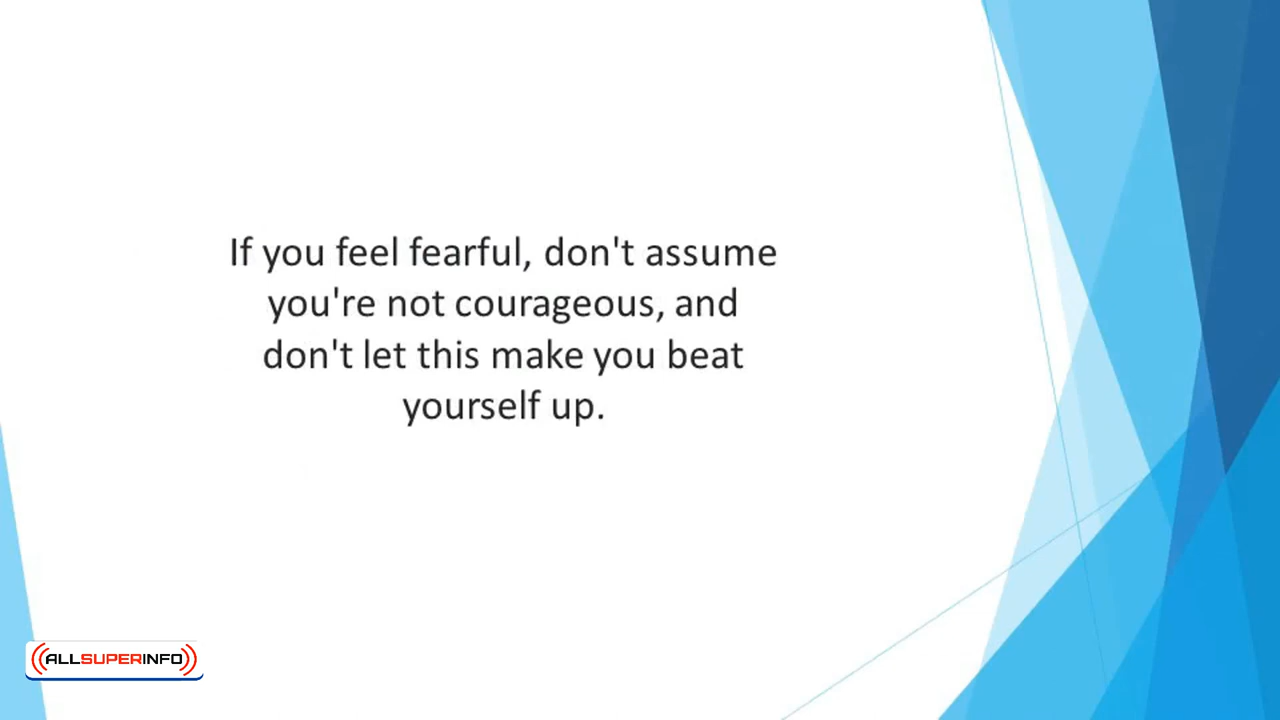 If you feel fearful, don't assume
you're not courageous, and
don't let this make you beat
yourself up.
ALLSUPERINFO